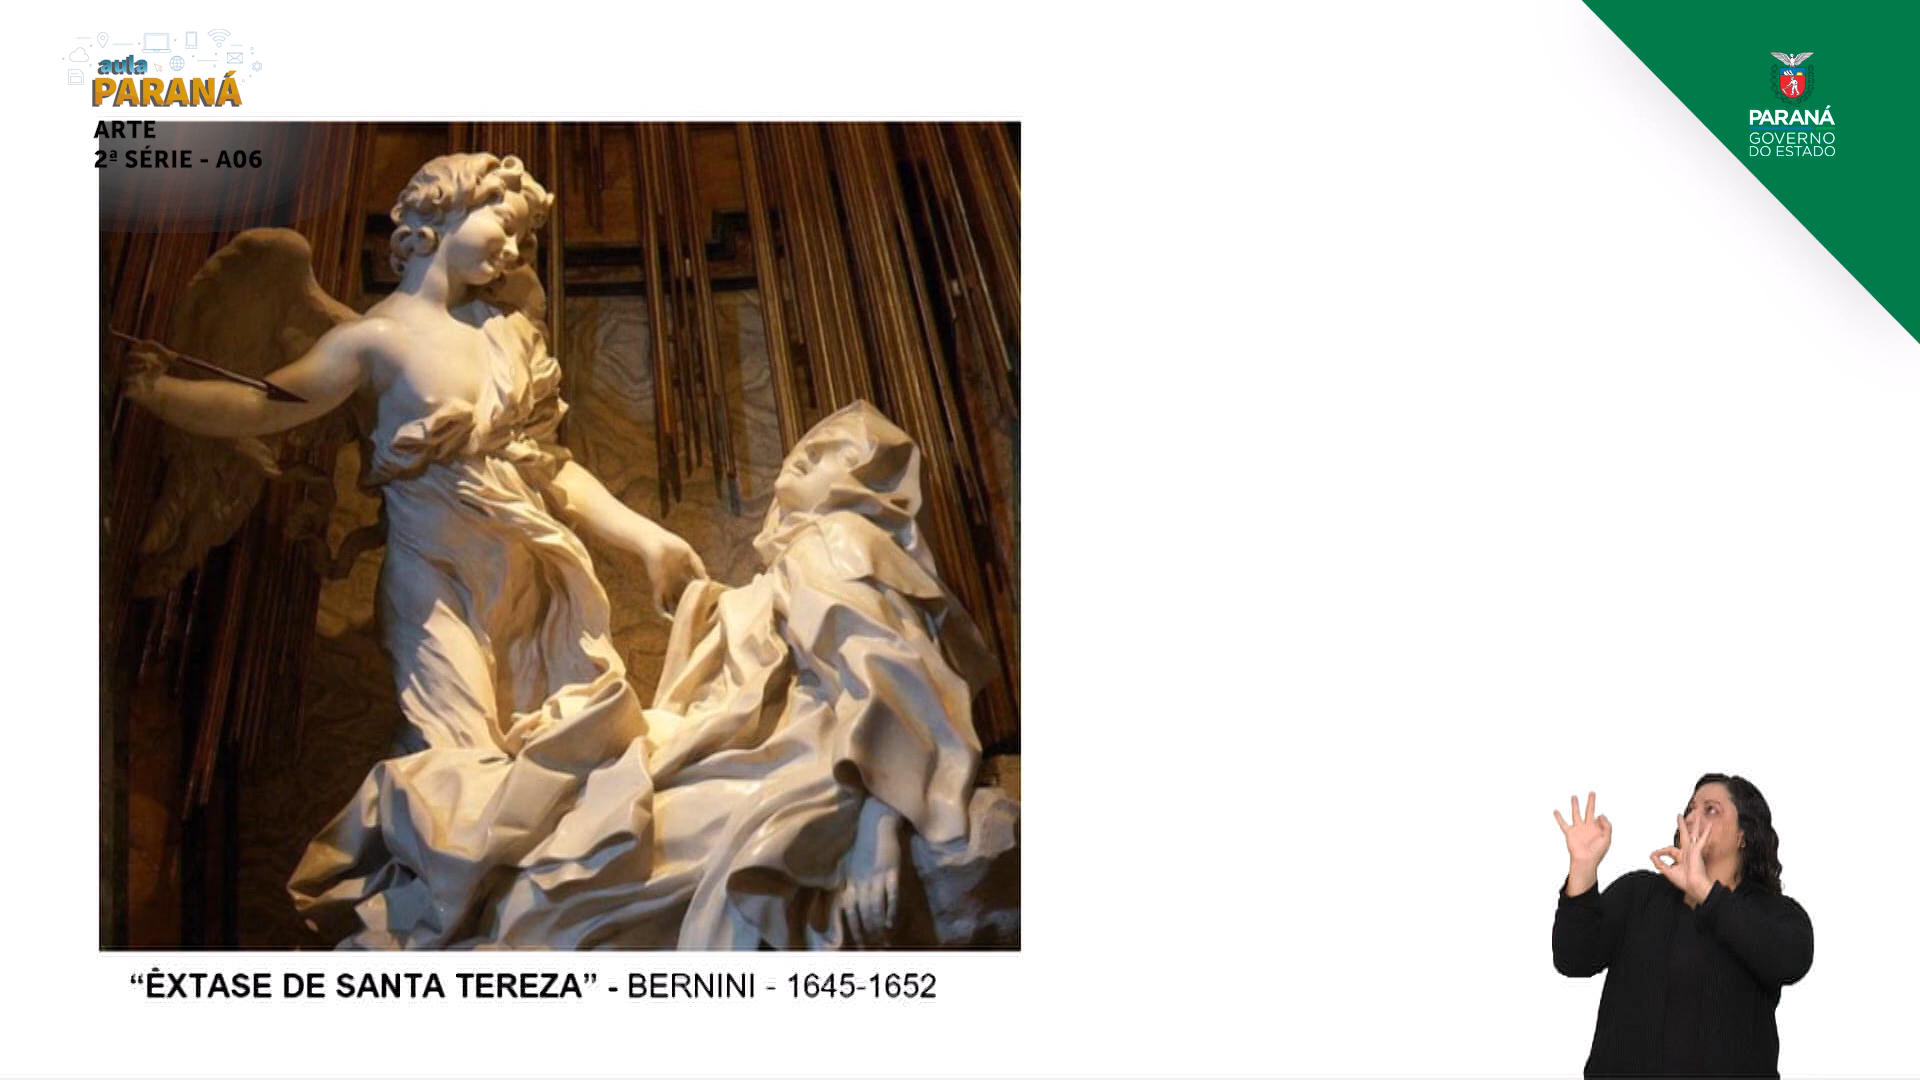 aula
PARANÁ
ARTE
2ª SÉRIE - A06
PARANÁ
GOVERNO
DO ESTADO
“ÊXTASE DE SANTA TEREZA” - BERNINI - 1645-1652